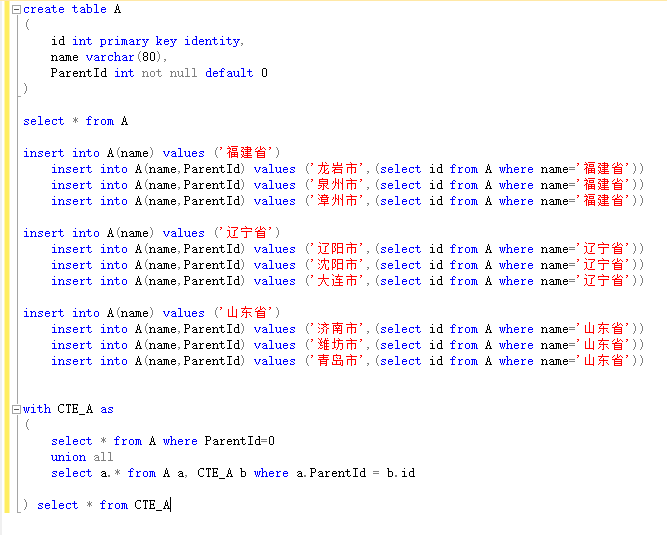 create table A
(
id int primary key identity,
name varchar(80),
ParentId int not null default 0
)
select * from A
insert into A(name) values ('福建省')
insert into A(name,ParentId) values ('龙岩市',(select id from A where name='福建省'))
insert into A(name,ParentId) values ('泉州市',(select id from A where name='福建省'))
insert into A(name,ParentId) values ('漳州市',(select id from A where name='福建省'))
insert into A(name) values ('辽宁省')
insert into A(name,ParentId) values ('辽阳市',(select id from A where name='辽宁省'))
insert into A(name,ParentId) values ('沈阳市',(select id from A where name='辽宁省'))
insert into A(name,ParentId) values ('大连市',(select id from A where name='辽宁省'))
insert into A(name) values ('山东省')
insert into A(name,ParentId) values ('济南市',(select id from A where name='山东省'))
insert into A(name,ParentId) values ('潍坊市',(select id from A where name='山东省'))
insert into A(name,ParentId) values ('青岛市',(select id from A where name='山东省'))
with CTE_A as
(
select * from A where ParentId=0
union all
select a.* from A a, CTE_A b where a.ParentId = b.id
) select * from CTE_A